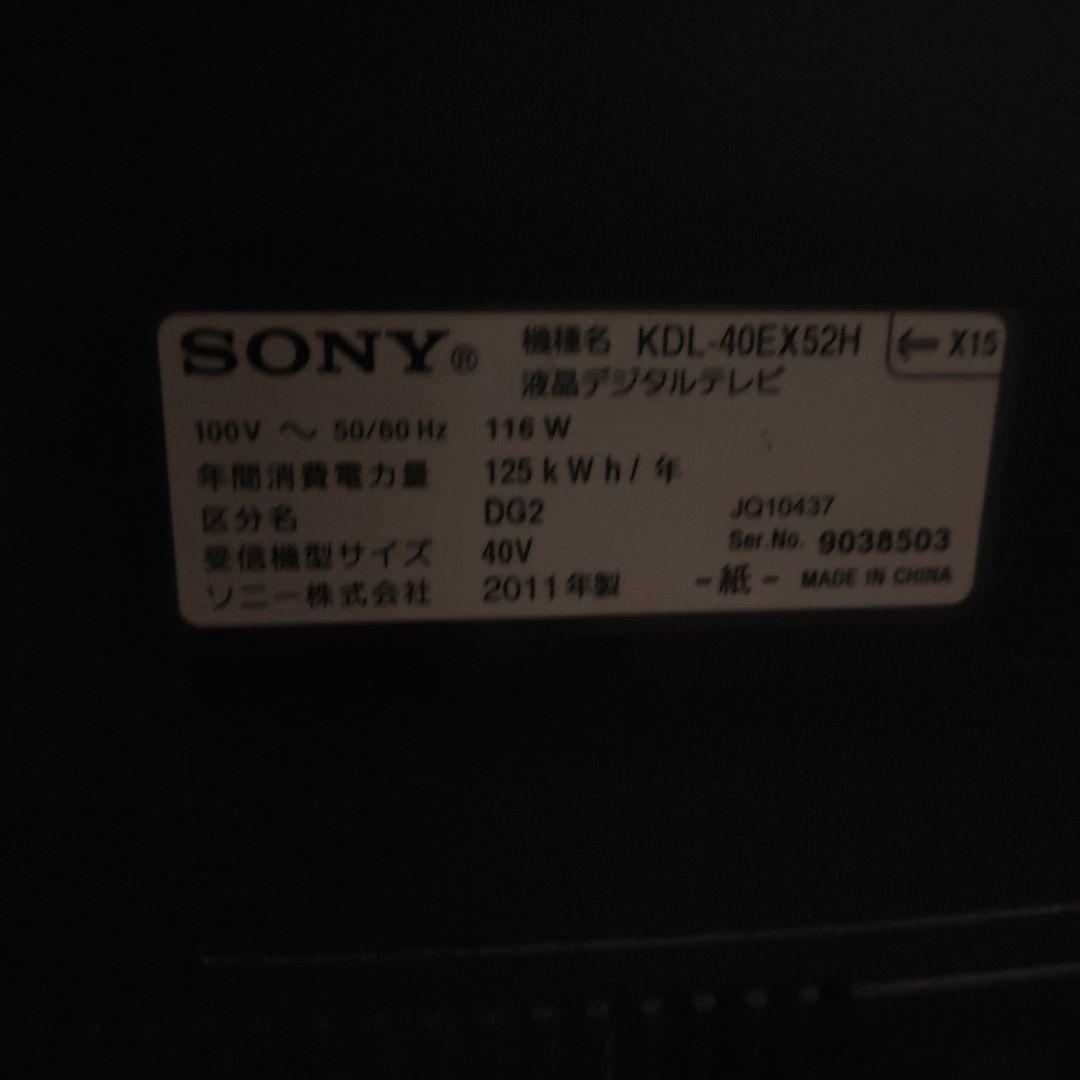 SONY® 機種名 KDL-40EX52H ← X15
液晶デジタルテレビ
100V ～ 50/60 Hz 116 W
年間消費電力量 125 k W h / 年
区分名 DG2 JQ10437
受信機型サイズ 40V Ser.No. 9038503
ソニー株式会社 2011年製 -紙- MADE IN CHINA